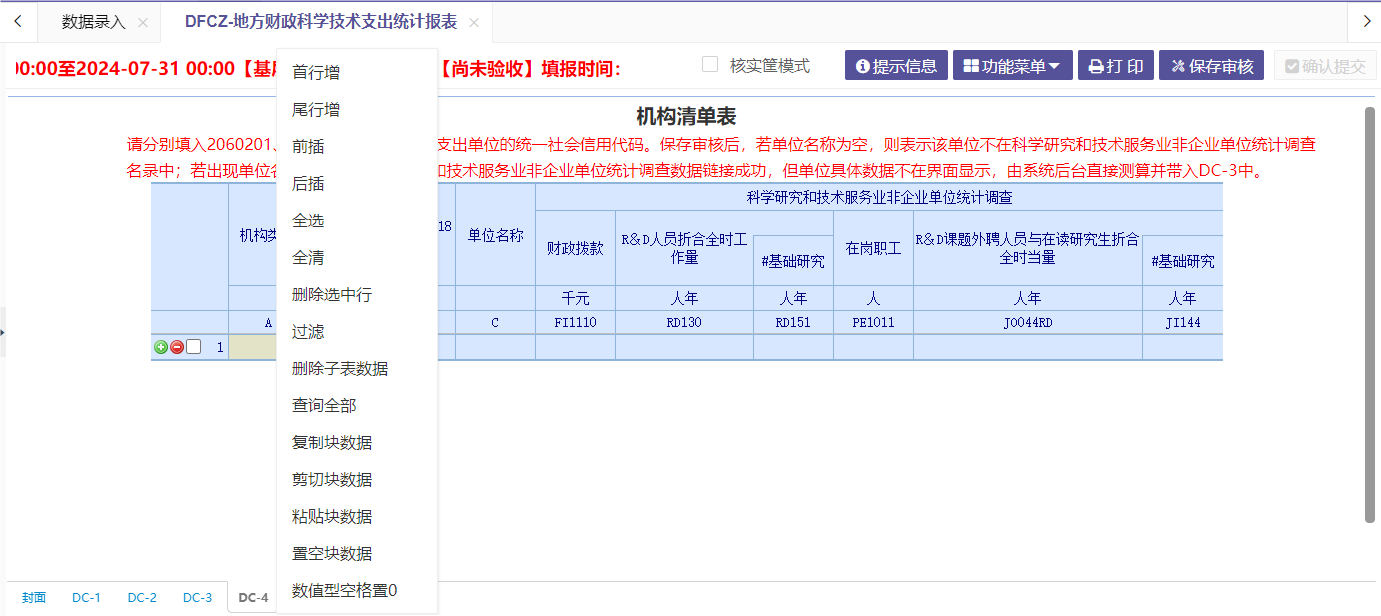 数据录入
DFCZ-地方财政科学技术支出统计报表
00:00至2024-07-31 00:00【基
【尚未验收】填报时间：
核实筐模式
提示信息
功能菜单
打 印
保存审核
确认提交
机构清单表
请分别填入2060201、
支出单位的统一社会信用代码。保存审核后，若单位名称为空，则表示该单位不在科学研究和技术服务业非企业单位统计调查
名录中；若出现单位名
和技术服务业非企业单位统计调查数据链接成功，但单位具体数据不在界面显示，由系统后台直接测算并带入DC-3中。
科学研究和技术服务业非企业单位统计调查
机构类
18
单位名称
财政拨款
R&D人员折合全时工
作量
#基础研究
在岗职工
R&D课题外聘人员与在读研究生折合
全时当量
#基础研究
千元
人年
人年
人
人年
人年
A
C
FI1110
RD130
RD151
PE1011
JO044RD
JI144
1
首行增
尾行增
前插
后插
全选
全清
删除选中行
过滤
删除子表数据
查询全部
复制块数据
剪切块数据
粘贴块数据
置空块数据
数值型空格置0
封面
DC-1
DC-2
DC-3
DC-4